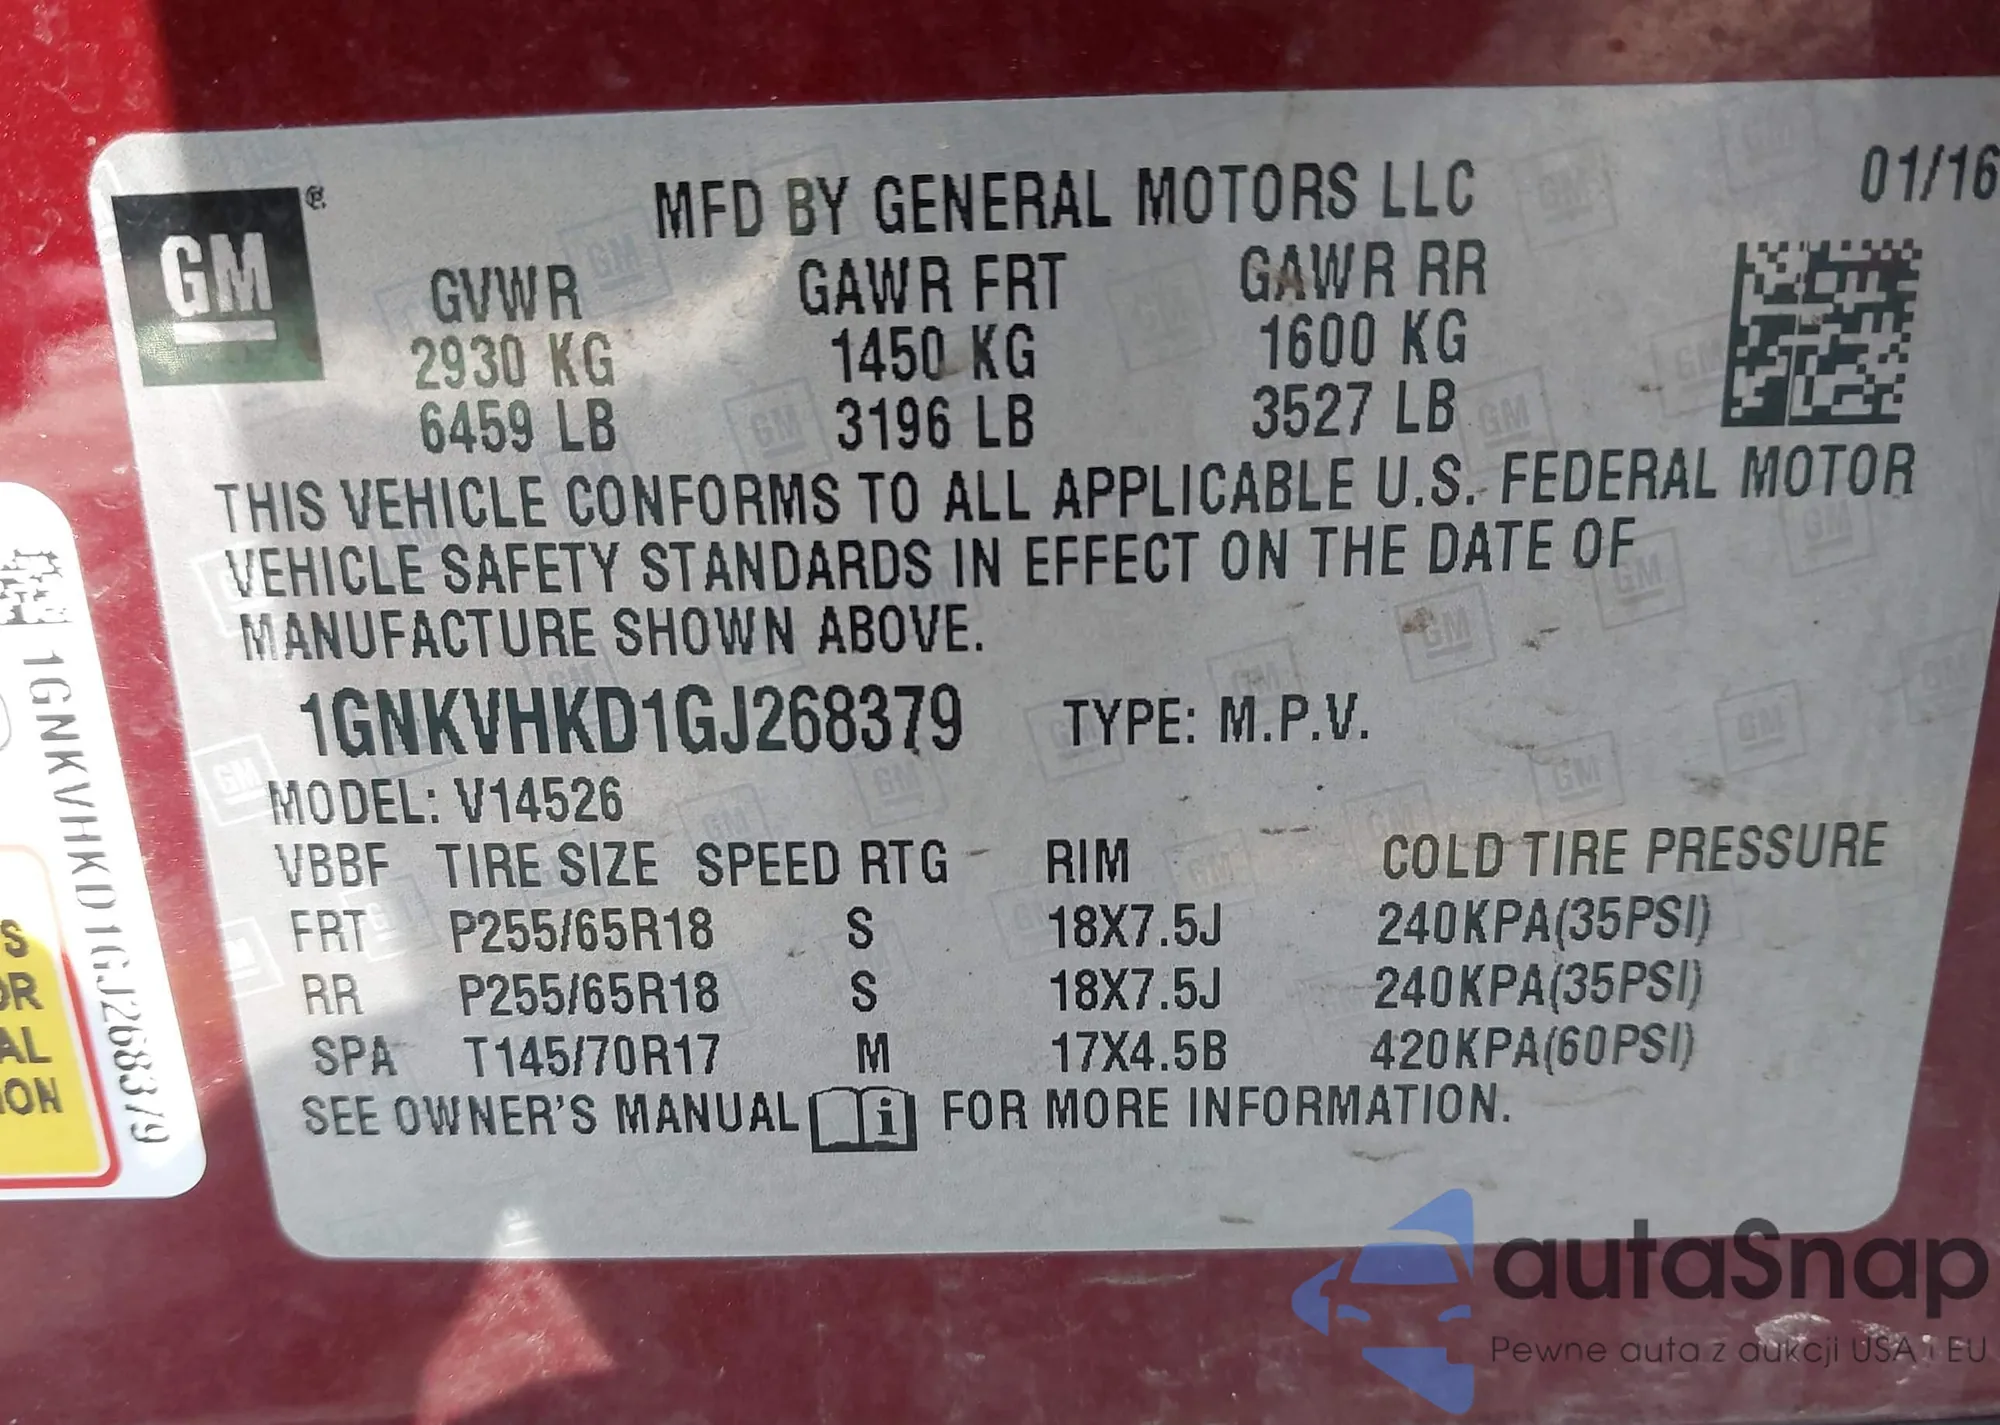 GM
MFD BY GENERAL MOTORS LLC
01/16
GVWR GAWR FRT GAWR RR
2930 KG 1450 KG 1600 KG
6459 LB 3196 LB 3527 LB
THIS VEHICLE CONFORMS TO ALL APPLICABLE U.S. FEDERAL MOTOR
VEHICLE SAFETY STANDARDS IN EFFECT ON THE DATE OF
MANUFACTURE SHOWN ABOVE.
1GNKVHKD1GJ268379 TYPE: M.P.V.
MODEL: V14526
VBBF TIRE SIZE SPEED RTG RIM COLD TIRE PRESSURE
FRT P255/65R18 S 18X7.5J 240KPA(35PSI)
RR P255/65R18 S 18X7.5J 240KPA(35PSI)
SPA T145/70R17 M 17X4.5B 420KPA(60PSI)
SEE OWNER'S MANUAL i FOR MORE INFORMATION.
1GNKVHKD1GJ268379
autaSnap
Pewne auta z aukcji USA i EU